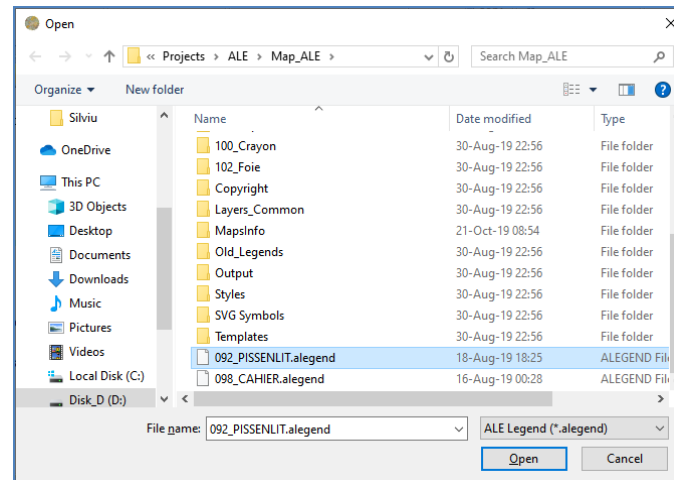 Open
« Projects > ALE > Map_ALE >
Search Map_ALE
Organize
New folder
Silviu
OneDrive
This PC
3D Objects
Desktop
Documents
Downloads
Music
Pictures
Videos
Local Disk (C:)
Disk_D (D:)
Name Date modified Type
100_Crayon 30-Aug-19 22:56 File folder
102_Foie 30-Aug-19 22:56 File folder
Copyright 30-Aug-19 22:56 File folder
Layers_Common 30-Aug-19 22:56 File folder
MapsInfo 21-Oct-19 08:54 File folder
Old_Legends 30-Aug-19 22:56 File folder
Output 30-Aug-19 22:56 File folder
Styles 30-Aug-19 22:56 File folder
SVG Symbols 30-Aug-19 22:56 File folder
Templates 30-Aug-19 22:56 File folder
092_PISSENLIT.alegend 18-Aug-19 18:25 ALEGEND Fil
098_CAHIER.alegend 16-Aug-19 00:28 ALEGEND Fil
File name: 092_PISSENLIT.alegend
ALE Legend (*.alegend)
Open
Cancel